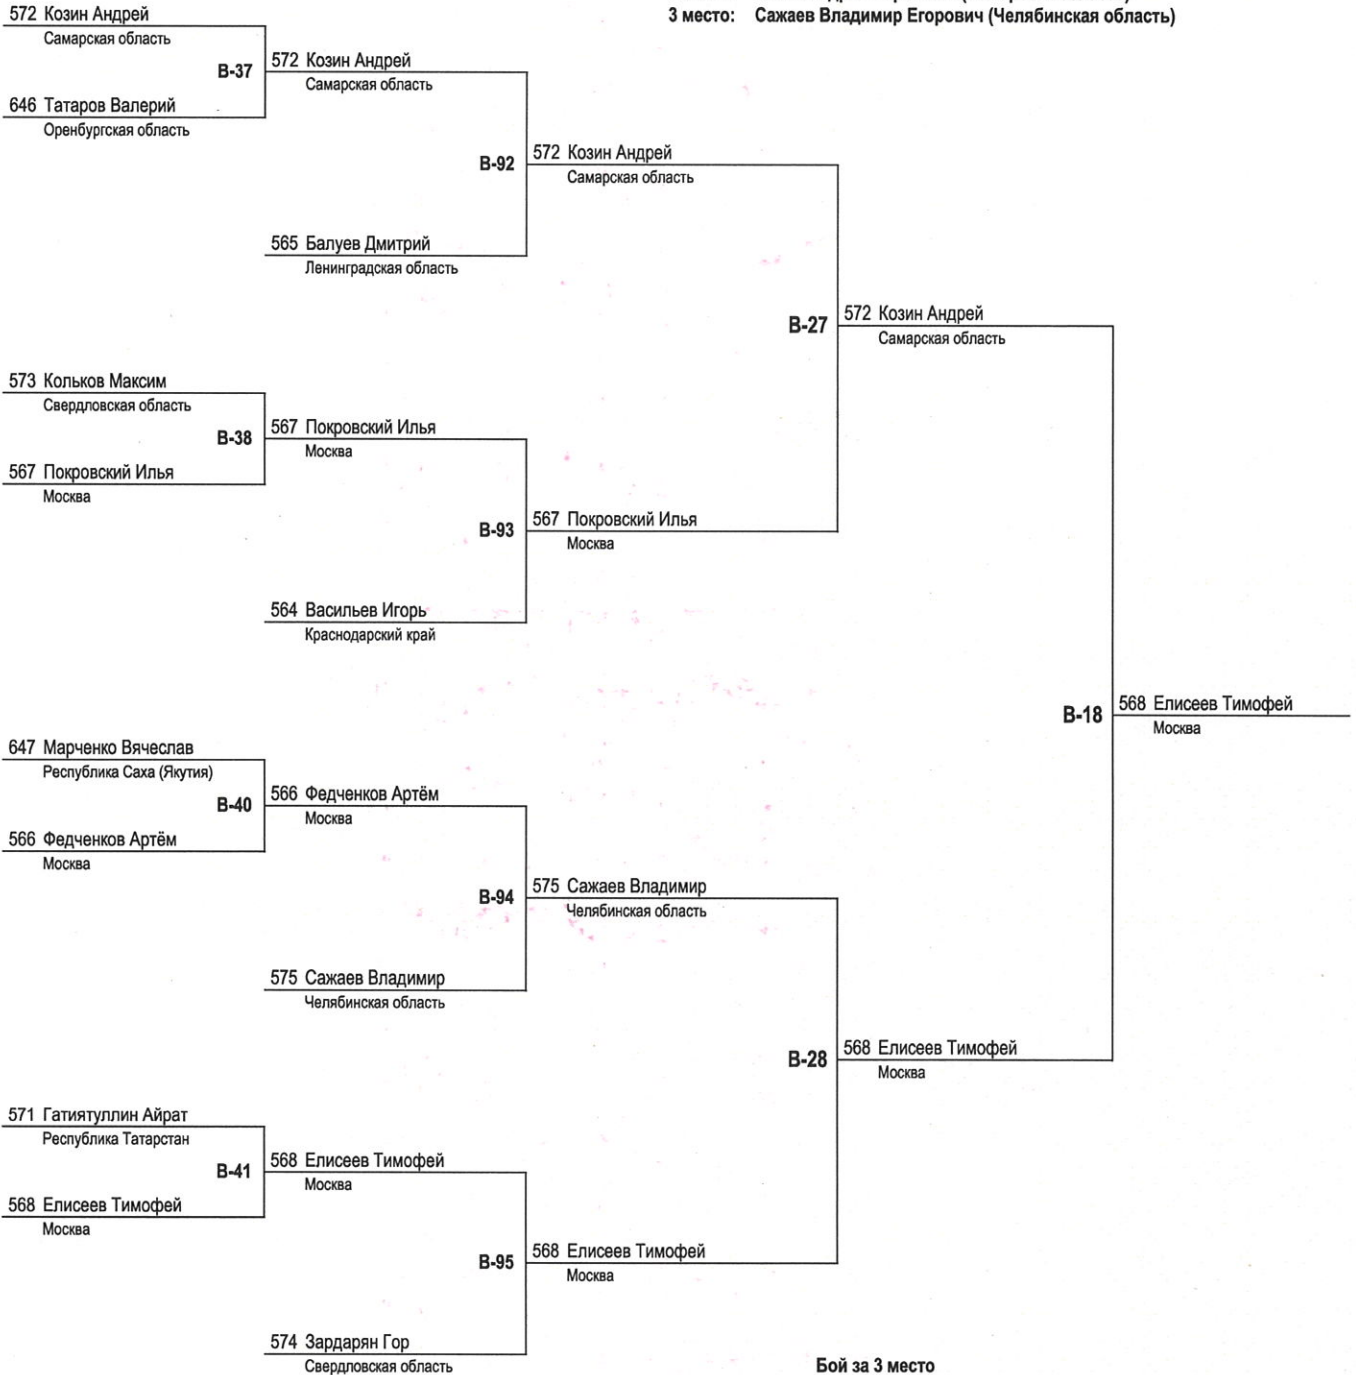 572 Козин Андрей
3 место: Сажаев Владимир Егорович (Челябинская область)
Самарская область
B-37
572 Козин Андрей
Самарская область
646 Татаров Валерий
Оренбургская область
B-92
572 Козин Андрей
Самарская область
565 Балуев Дмитрий
Ленинградская область
B-27
572 Козин Андрей
Самарская область
573 Кольков Максим
Свердловская область
B-38
567 Покровский Илья
Москва
567 Покровский Илья
Москва
B-93
567 Покровский Илья
Москва
564 Васильев Игорь
Краснодарский край
B-18
568 Елисеев Тимофей
Москва
647 Марченко Вячеслав
Республика Саха (Якутия)
B-40
566 Федченков Артём
Москва
566 Федченков Артём
Москва
B-94
575 Сажаев Владимир
Челябинская область
575 Сажаев Владимир
Челябинская область
B-28
568 Елисеев Тимофей
Москва
571 Гатиятуллин Айрат
Республика Татарстан
B-41
568 Елисеев Тимофей
Москва
568 Елисеев Тимофей
Москва
B-95
568 Елисеев Тимофей
Москва
574 Зардарян Гор
Свердловская область
Бой за 3 место